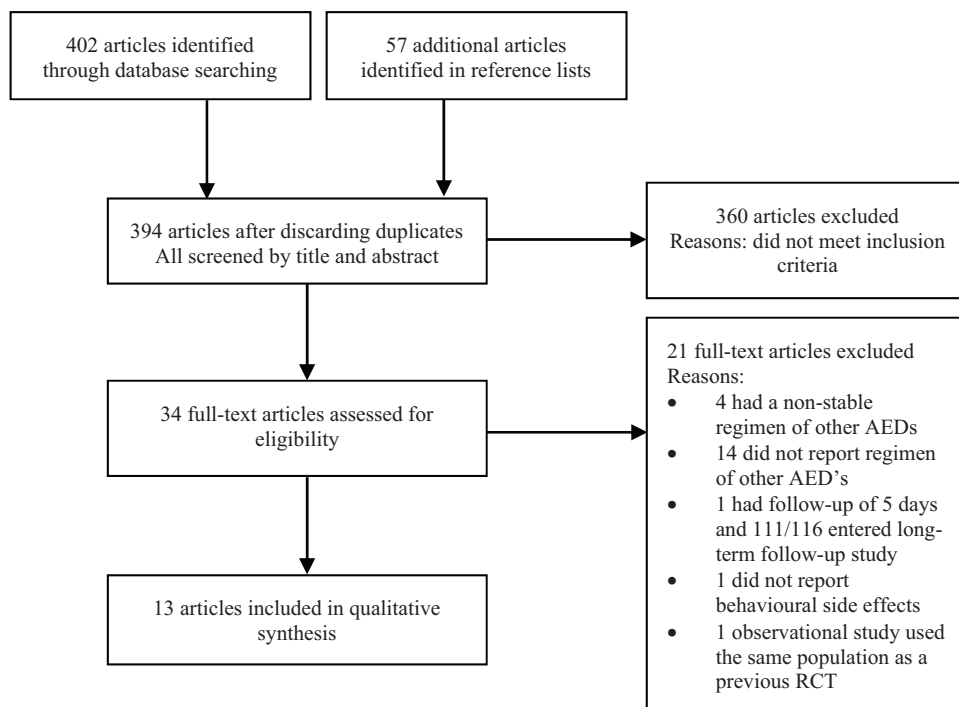 402 articles identified
through database searching
57 additional articles
identified in reference lists
394 articles after discarding duplicates
All screened by title and abstract
360 articles excluded
Reasons: did not meet inclusion
criteria
34 full-text articles assessed for
eligibility
21 full-text articles excluded
Reasons:
• 4 had a non-stable
regimen of other AEDs
• 14 did not report regimen
of other AED's
• 1 had follow-up of 5 days
and 111/116 entered long-
term follow-up study
• 1 did not report
behavioural side effects
• 1 observational study used
the same population as a
previous RCT
13 articles included in qualitative
synthesis